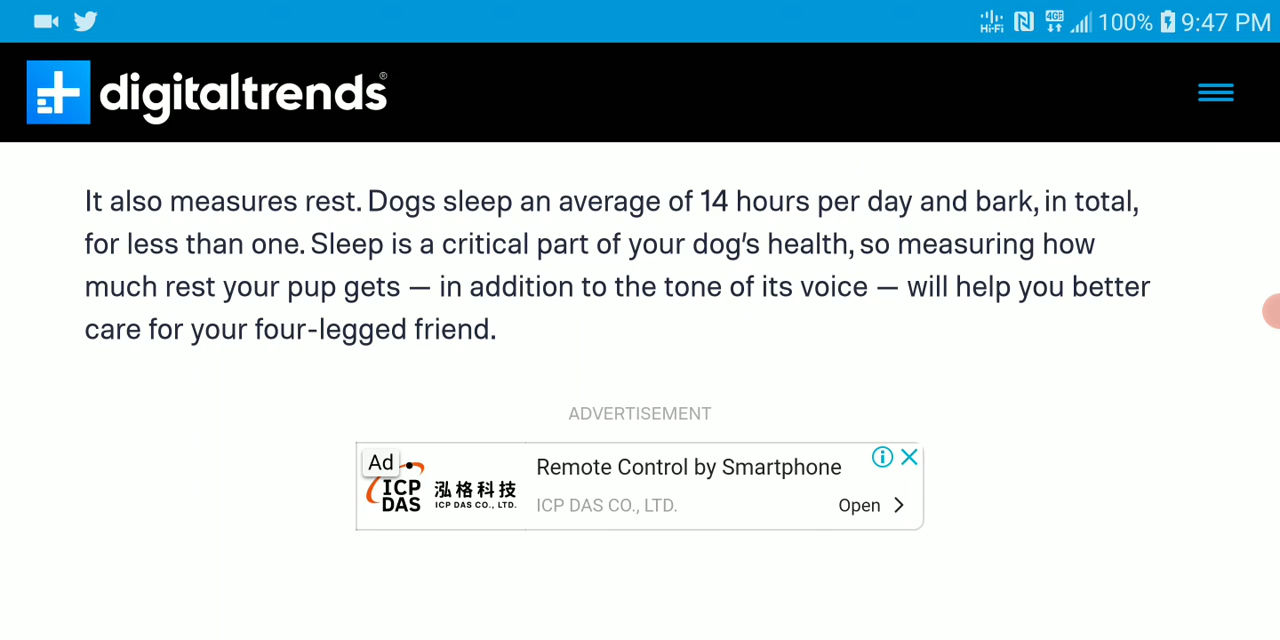 Hi-Fi 4GE 100% 9:47 PM
digitaltrends®
It also measures rest. Dogs sleep an average of 14 hours per day and bark, in total,
for less than one. Sleep is a critical part of your dog's health, so measuring how
much rest your pup gets — in addition to the tone of its voice — will help you better
care for your four-legged friend.
ADVERTISEMENT
Ad
ICP DAS
泓格科技
ICP DAS CO., LTD.
Remote Control by Smartphone
ICP DAS CO., LTD.
Open